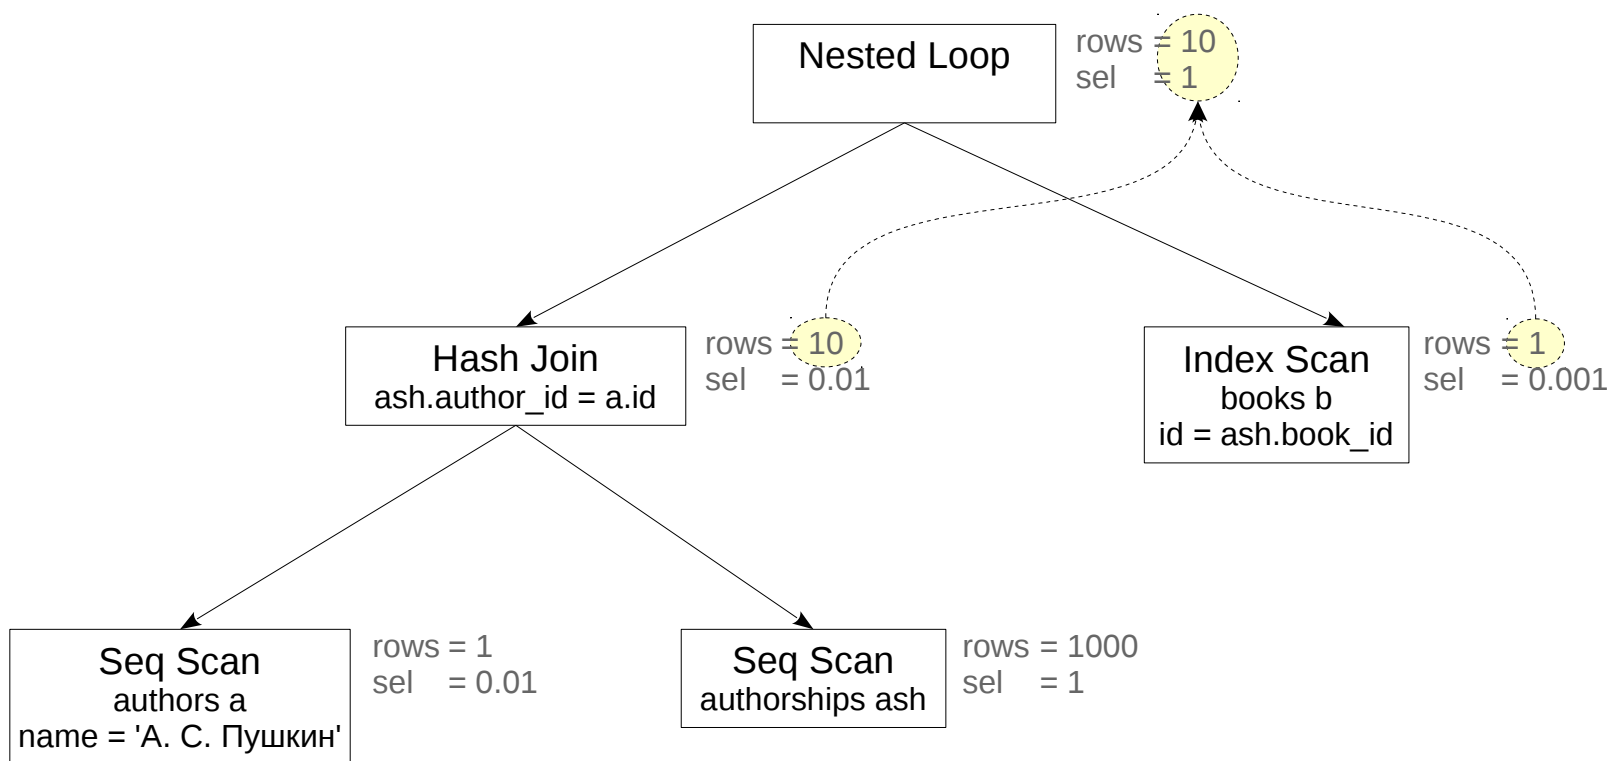 Nested Loop
rows = 10
sel = 1
Hash Join
ash.author_id = a.id
rows = 10
sel = 0.01
Index Scan
books b
id = ash.book_id
rows = 1
sel = 0.001
Seq Scan
authors a
name = 'А. С. Пушкин'
rows = 1
sel = 0.01
Seq Scan
authorships ash
rows = 1000
sel = 1